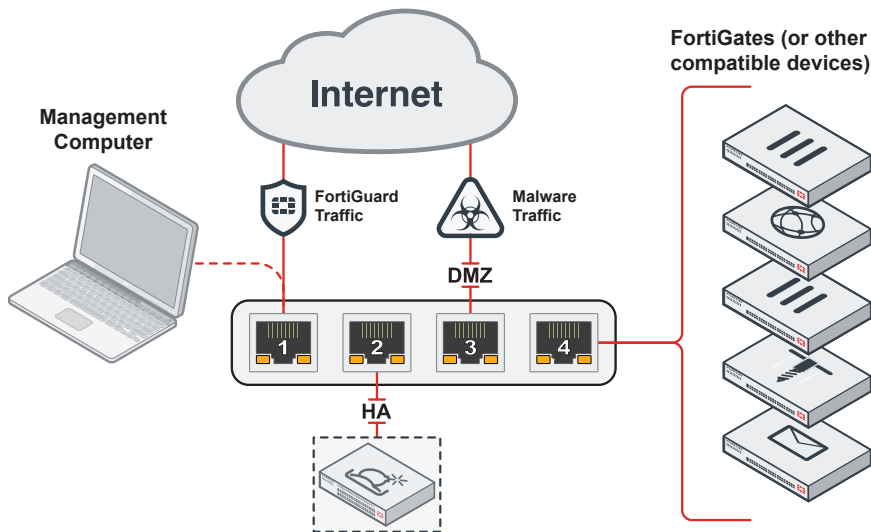 FortiGates (or other
compatible devices)
Internet
Management
Computer
FortiGuard
Traffic
Malware
Traffic
DMZ
1
2
3
4
HA